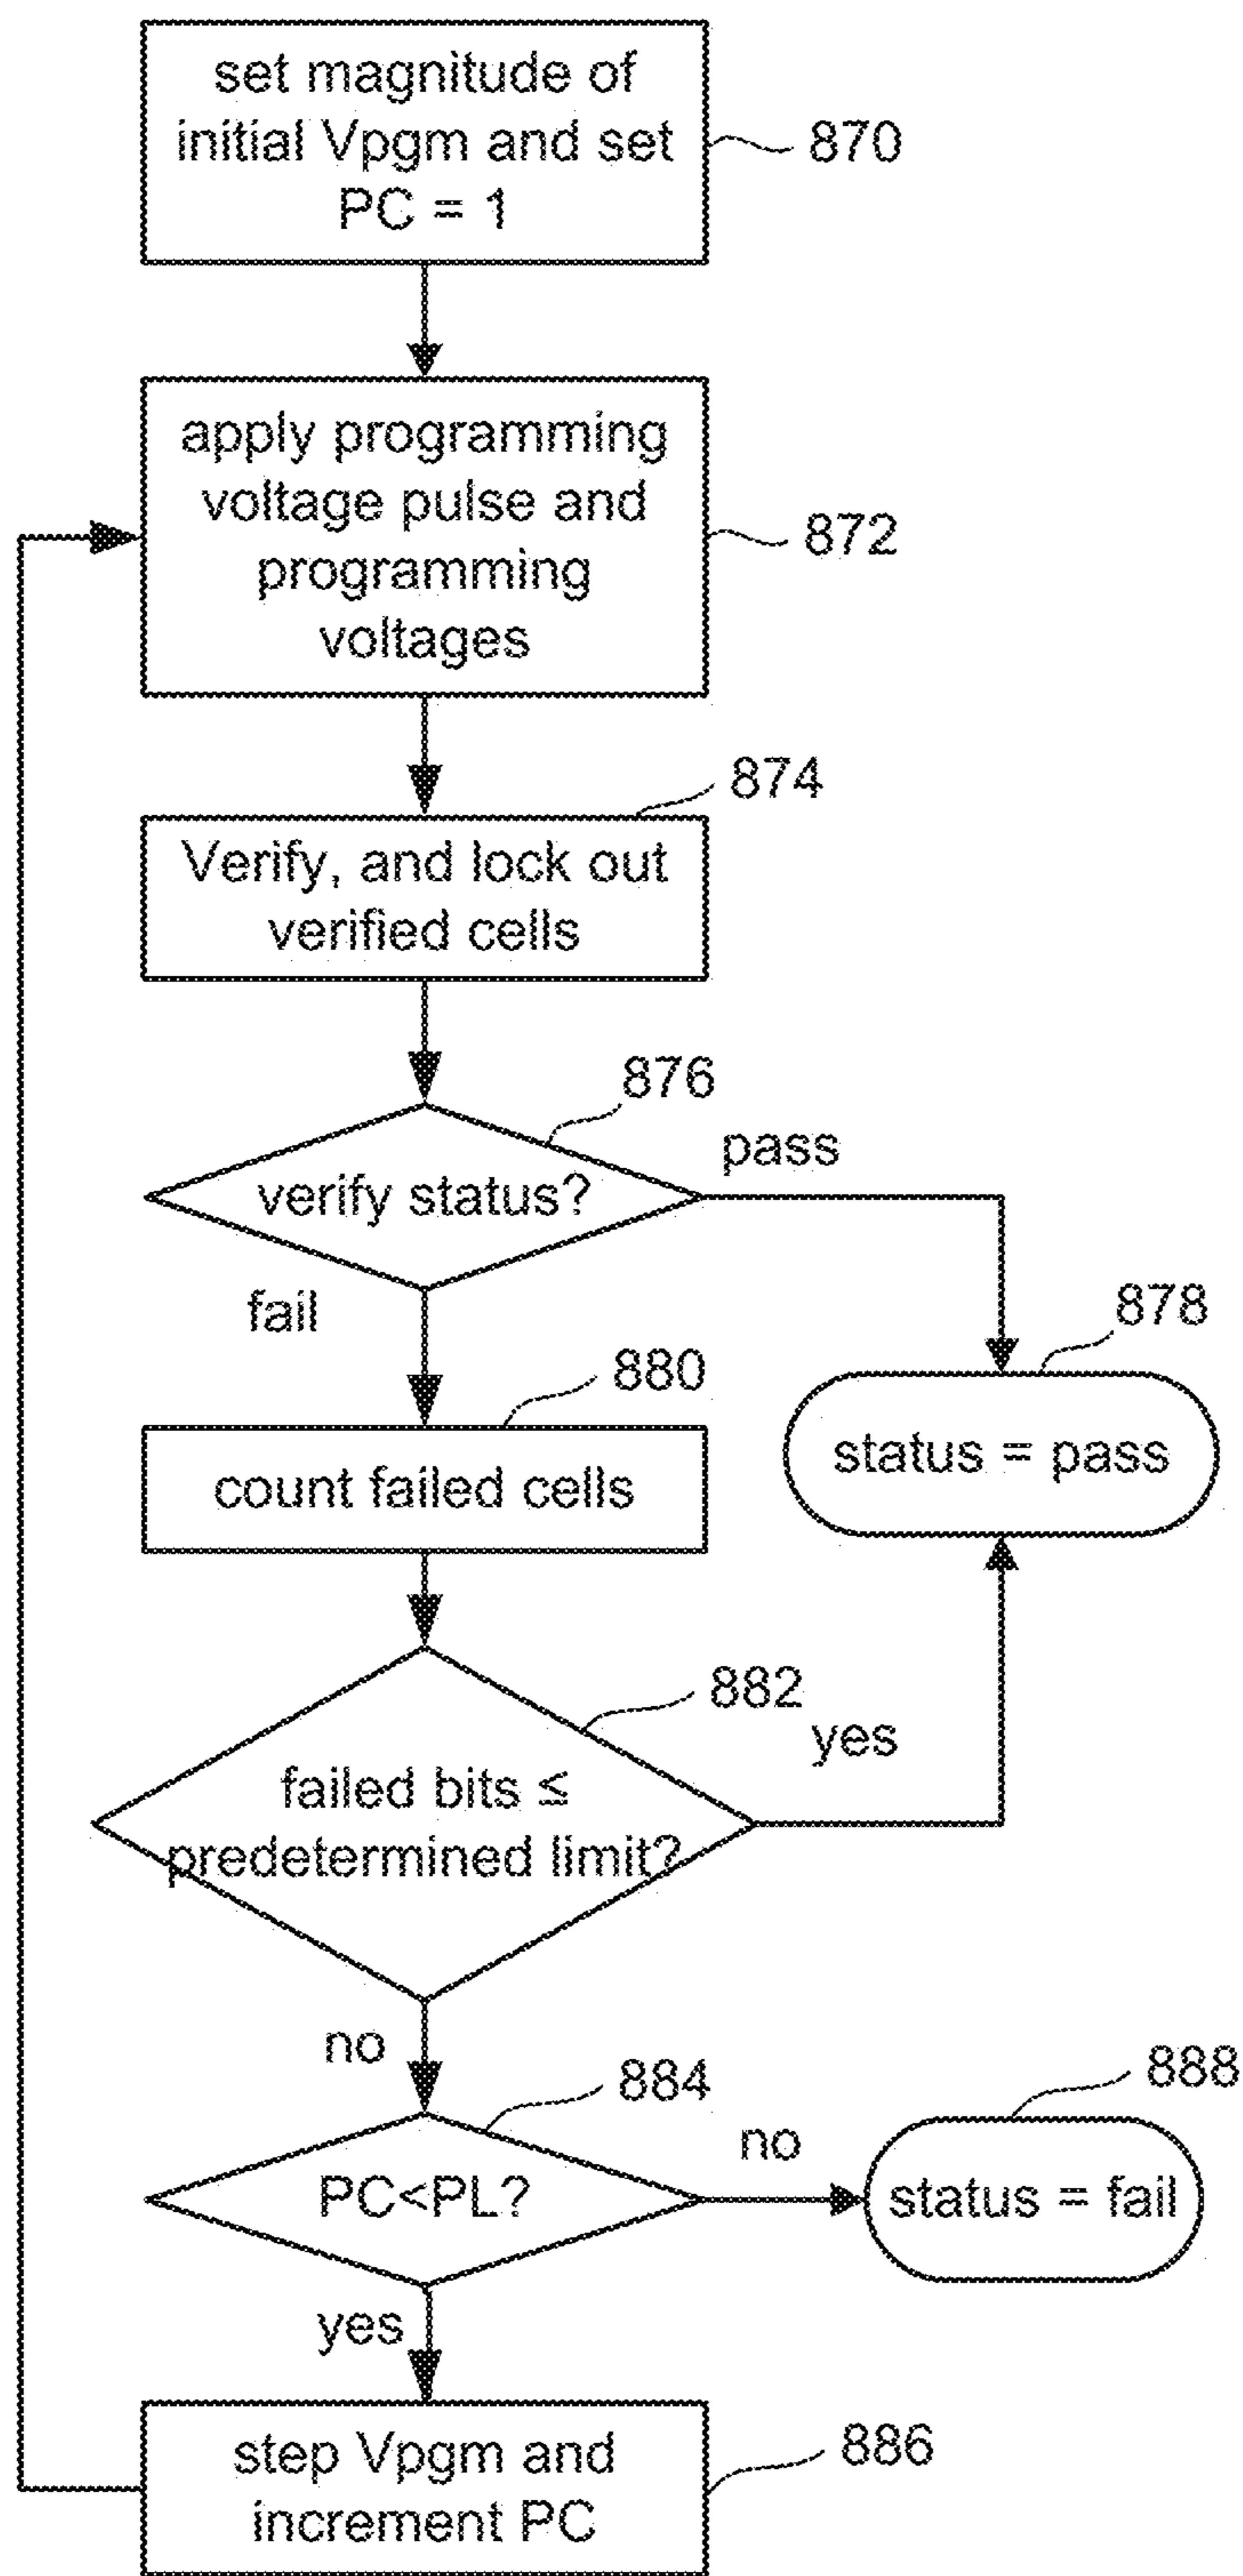 set magnitude of
initial Vpgm and set
PC = 1
870
apply programming
voltage pulse and
programming
voltages
872
874
Verify, and lock out
verified cells
876
pass
verify status?
fail
878
status = pass
880
count failed cells
882
yes
failed bits ≤
predetermined limit?
no
884
888
no
PC<PL?
status = fail
yes
step Vpgm and
increment PC
886